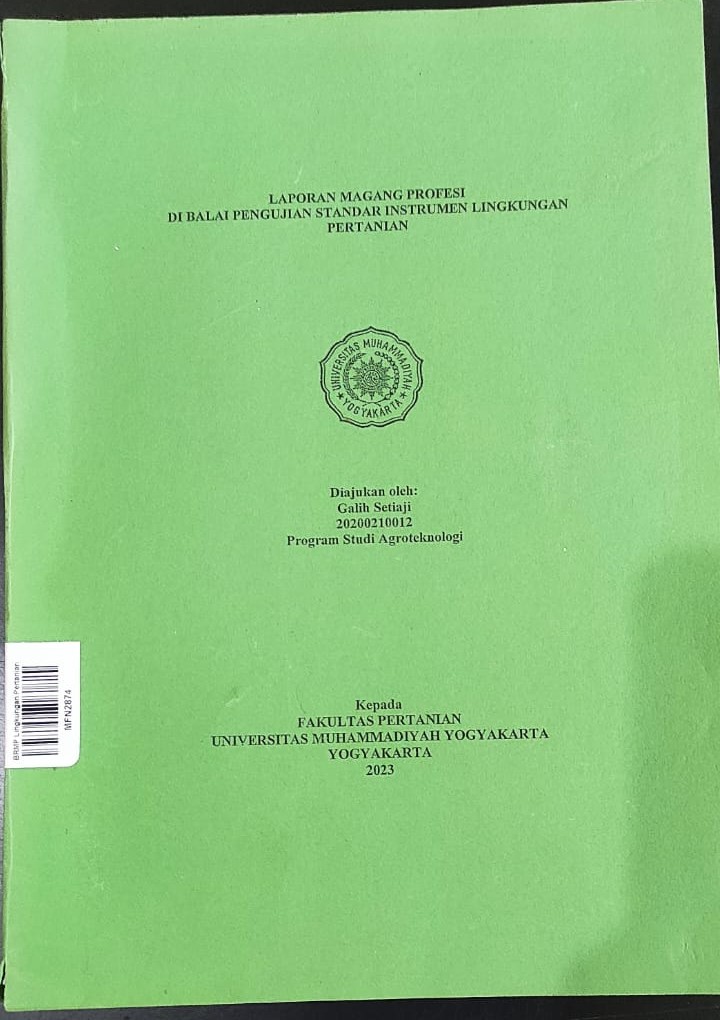 LAPORAN MAGANG PROFESI
DI BALAI PENGUJIAN STANDAR INSTRUMEN LINGKUNGAN
PERTANIAN
UNIVERSITAS MUHAMMADIYAH
YOGYAKARTA
Diajukan oleh:
Galih Setiaji
20200210012
Program Studi Agroteknologi
BRMP Lingkungan Pertanian
MFN2874
Kepada
FAKULTAS PERTANIAN
UNIVERSITAS MUHAMMADIYAH YOGYAKARTA
YOGYAKARTA
2023